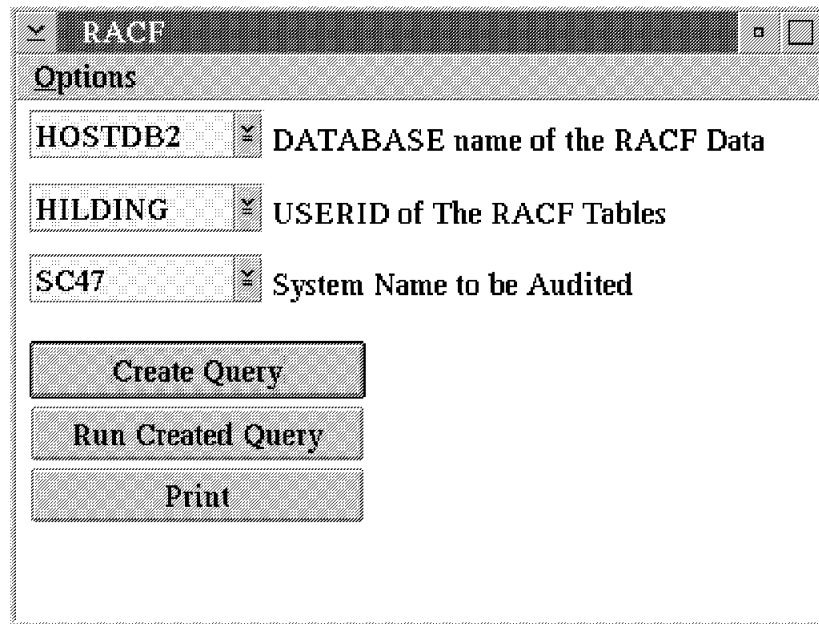 RACF
Options
HOSTDB2 DATABASE name of the RACF Data
HILDING USERID of The RACF Tables
SC47 System Name to be Audited
Create Query
Run Created Query
Print